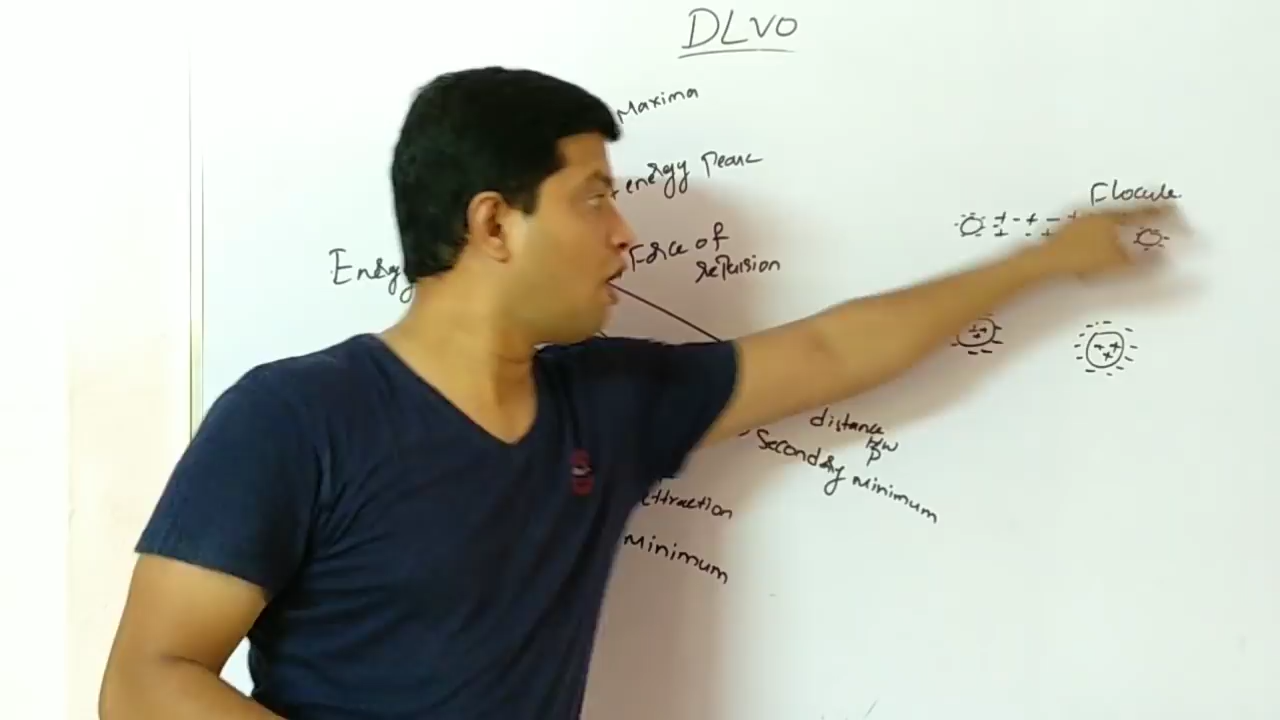 DLVO
Maxima
energy Peak
Force of
repulsion
Energy
Flocule
distance
b/w
P
Secondary minimum
attraction
minimum